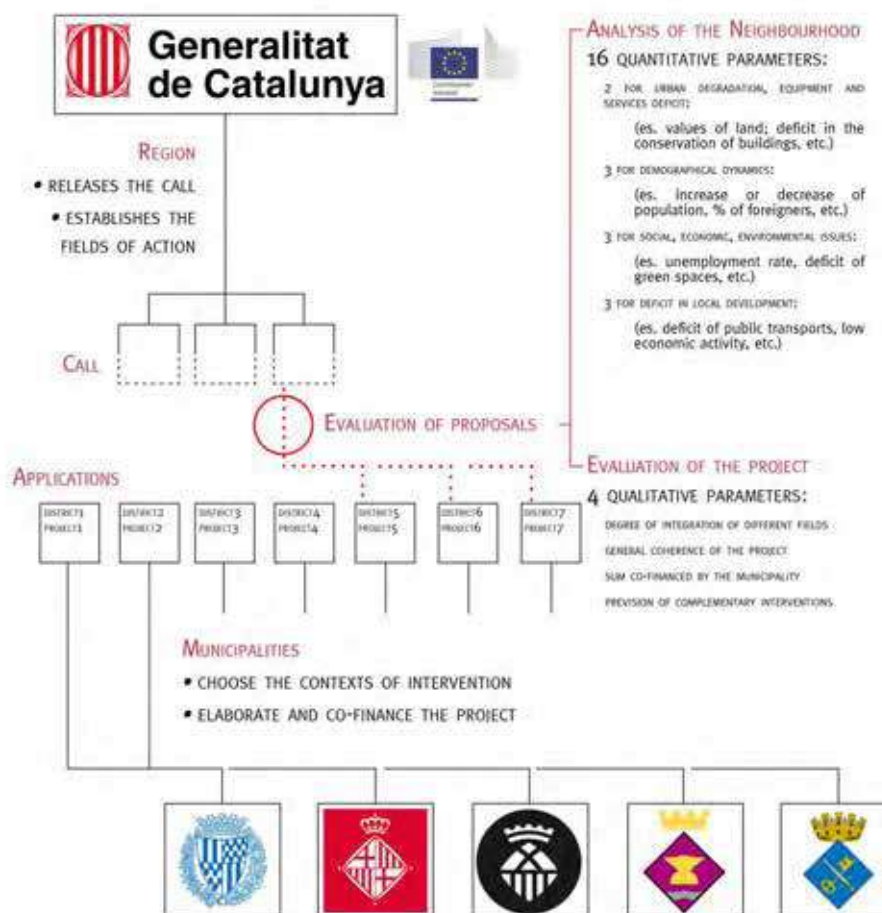 Generalitat
de Catalunya
REGION
• RELEASES THE CALL
• ESTABLISHES THE
FIELDS OF ACTION
CALL
ANALYSIS OF THE NEIGHBOURHOOD
16 QUANTITATIVE PARAMETERS:
2 FOR URBAN DEGRADATION, EQUIPMENT AND
SERVICES DEFICIT:
(es. values of land; deficit in the
conservation of buildings, etc.)
3 FOR DEMOGRAPHICAL DYNAMICS:
(es. increase or decrease of
population, % of foreigners, etc.)
3 FOR SOCIAL, ECONOMIC, ENVIRONMENTAL ISSUES:
(es. unemployment rate, deficit of
green spaces, etc.)
3 FOR DEFICIT IN LOCAL DEVELOPMENT:
(es. deficit of public transports, low
economic activity, etc.)
EVALUATION OF PROPOSALS
EVALUATION OF THE PROJECT
4 QUALITATIVE PARAMETERS:
DEGREE OF INTEGRATION OF DIFFERENT FIELDS
GENERAL COHERENCE OF THE PROJECT
SUM CO-FINANCED BY THE MUNICIPALITY
PREVISION OF COMPLEMENTARY INTERVENTIONS
APPLICATIONS
DISTRICT1
PROJECT1
DISTRICT2
PROJECT2
DISTRICT3
PROJECT3
DISTRICT4
PROJECT4
DISTRICT5
PROJECT5
DISTRICT6
PROJECT6
DISTRICT7
PROJECT7
MUNICIPALITIES
• CHOOSE THE CONTEXTS OF INTERVENTION
• ELABORATE AND CO-FINANCE THE PROJECT